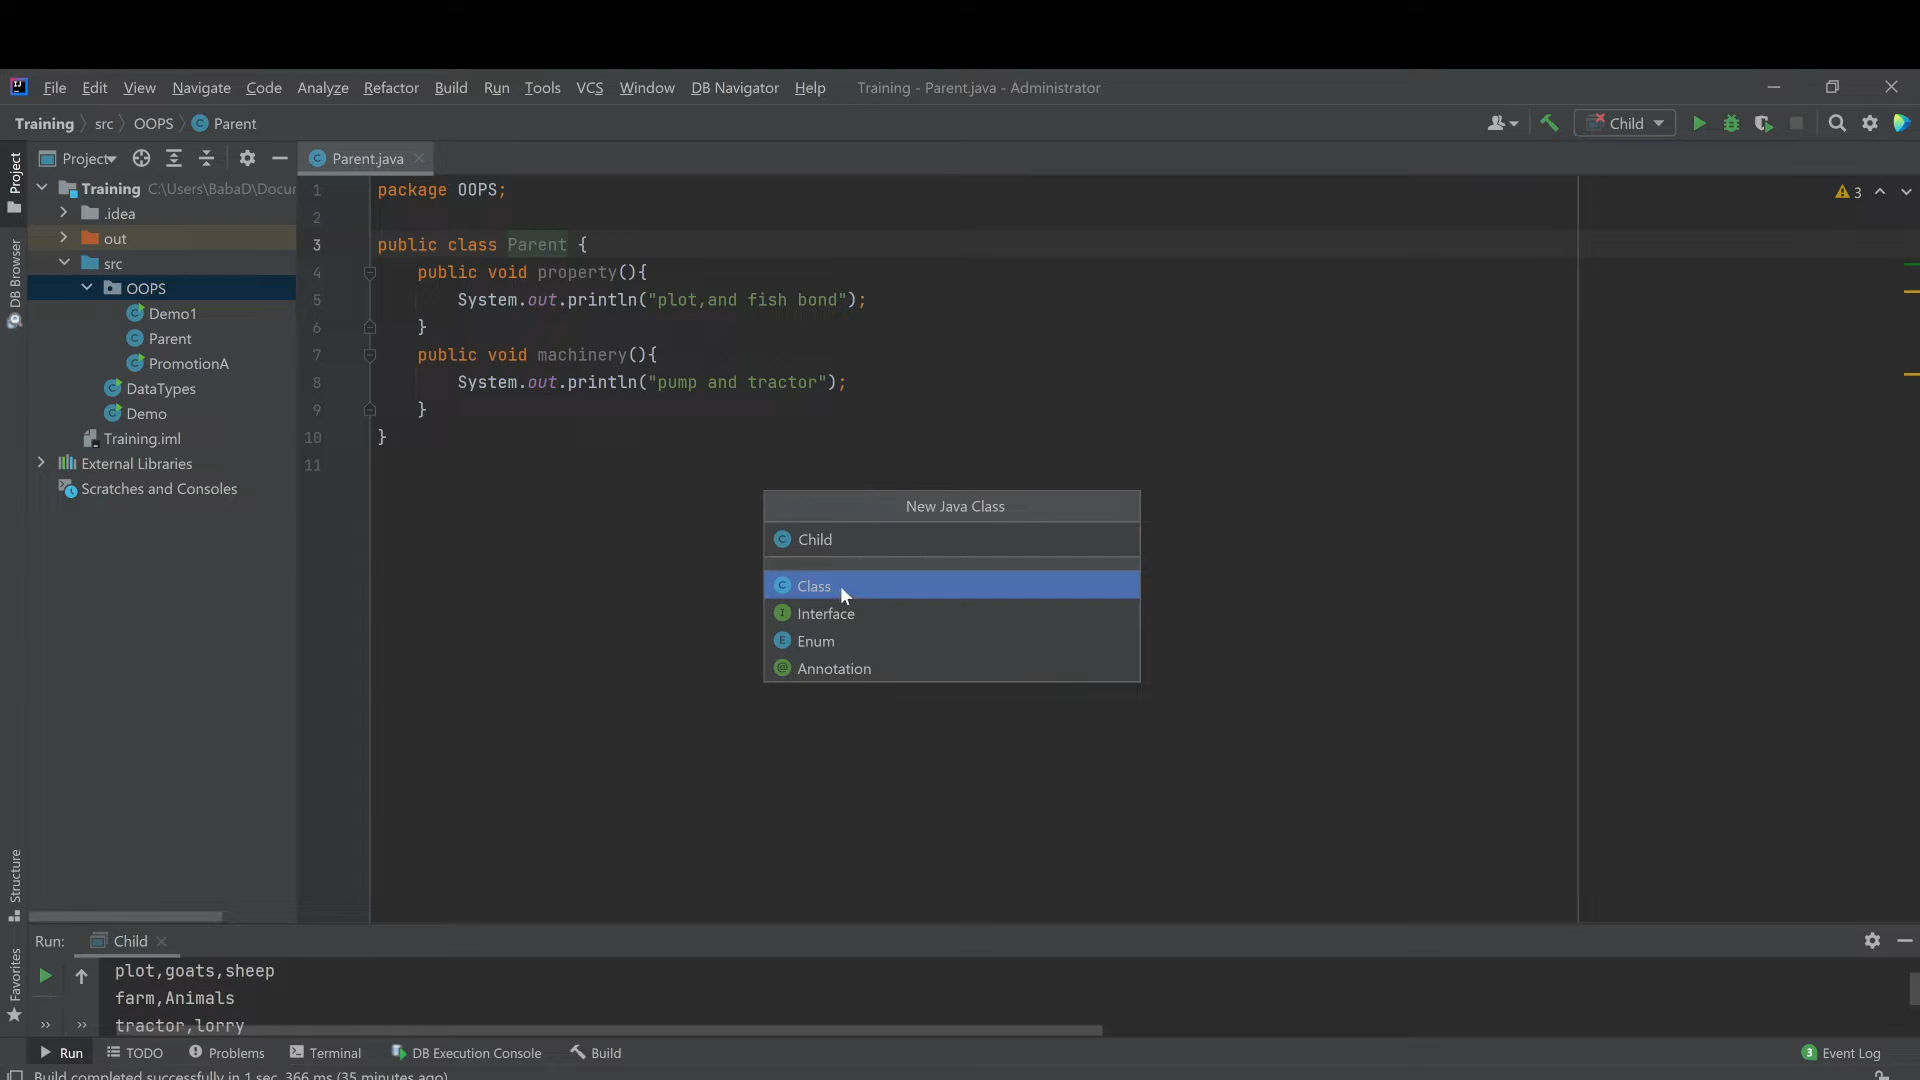 File Edit View Navigate Code Analyze Refactor Build Run Tools VCS Window DB Navigator Help Training - Parent.java - Administrator
Training src OOPS Parent
Child
Project
Parent.java
Training C:\Users\BabaD\Docur
.idea
out
src
OOPS
Demo1
Parent
PromotionA
DataTypes
Demo
Training.iml
External Libraries
Scratches and Consoles
Project
DB Browser
Structure
Favorites
1 package OOPS;
2
3 public class Parent {
4 public void property(){
5 System.out.println("plot,and fish bond");
6 }
7 public void machinery(){
8 System.out.println("pump and tractor");
9 }
10 }
11
3
New Java Class
Child
Class
Interface
Enum
Annotation
Run: Child
plot,goats,sheep
farm,Animals
tractor,lorry
Run TODO Problems Terminal DB Execution Console Build 3 Event Log
Build completed successfully in 1 sec, 366 ms (35 minutes ago)